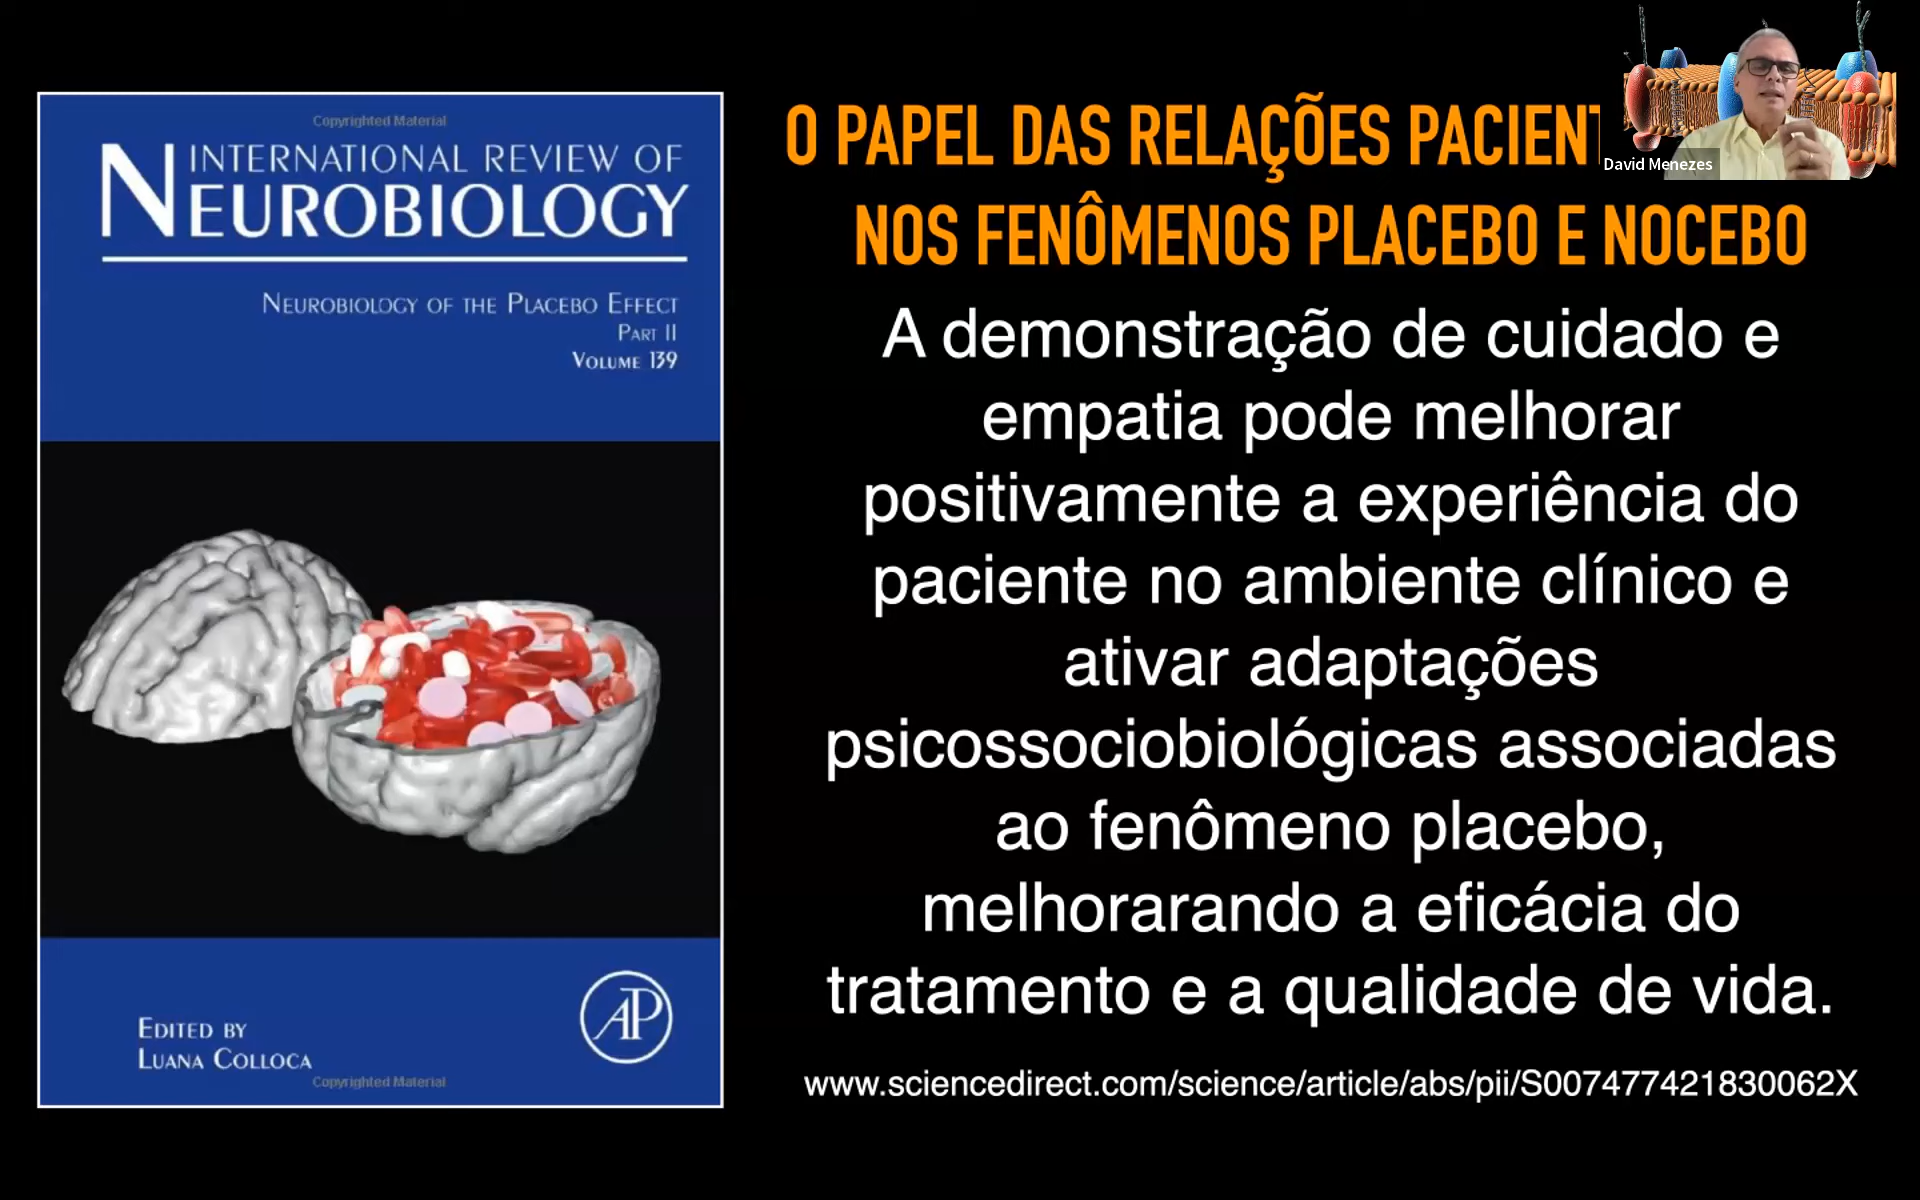 Copyrighted Material
INTERNATIONAL REVIEW OF
NEUROBIOLOGY
NEUROBIOLOGY OF THE PLACEBO EFFECT
PART II
VOLUME 139
EDITED BY
LUANA COLLOCA
AP
Copyrighted Material
O PAPEL DAS RELAÇÕES
NOS FENÔMENOS PLACEBO E NOCEBO
David Menezes
A demonstração de cuidado e
empatia pode melhorar
positivamente a experiência do
paciente no ambiente clínico e
ativar adaptações
psicossociobiológicas associadas
ao fenômeno placebo,
melhorarando a eficácia do
tratamento e a qualidade de vida.
www.sciencedirect.com/science/article/abs/pii/S007477421830062X